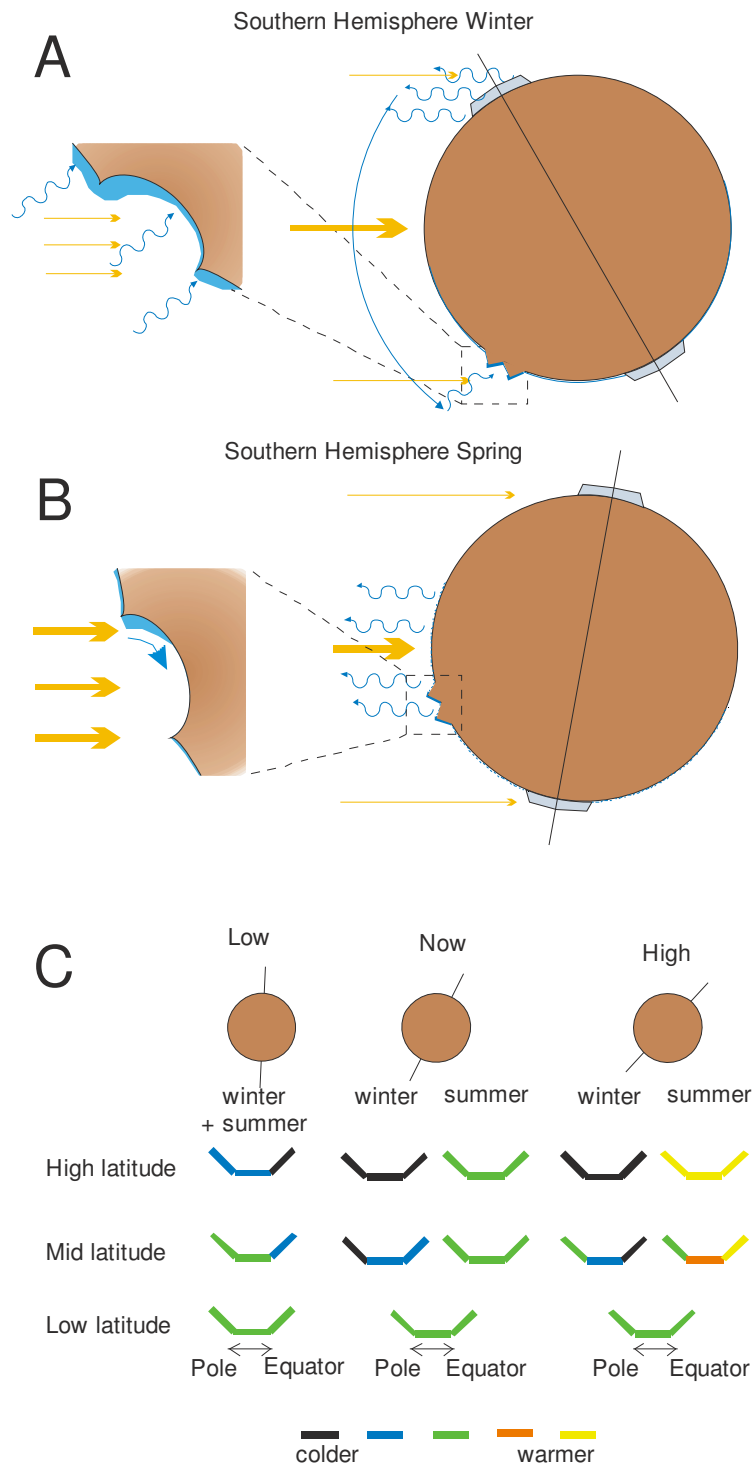 Southern Hemisphere Winter
A
Southern Hemisphere Spring
B
C
Low
Now
High
winter
+ summer
winter
summer
winter
summer
High latitude
Mid latitude
Low latitude
Pole
Equator
Pole
Equator
Pole
Equator
colder
warmer